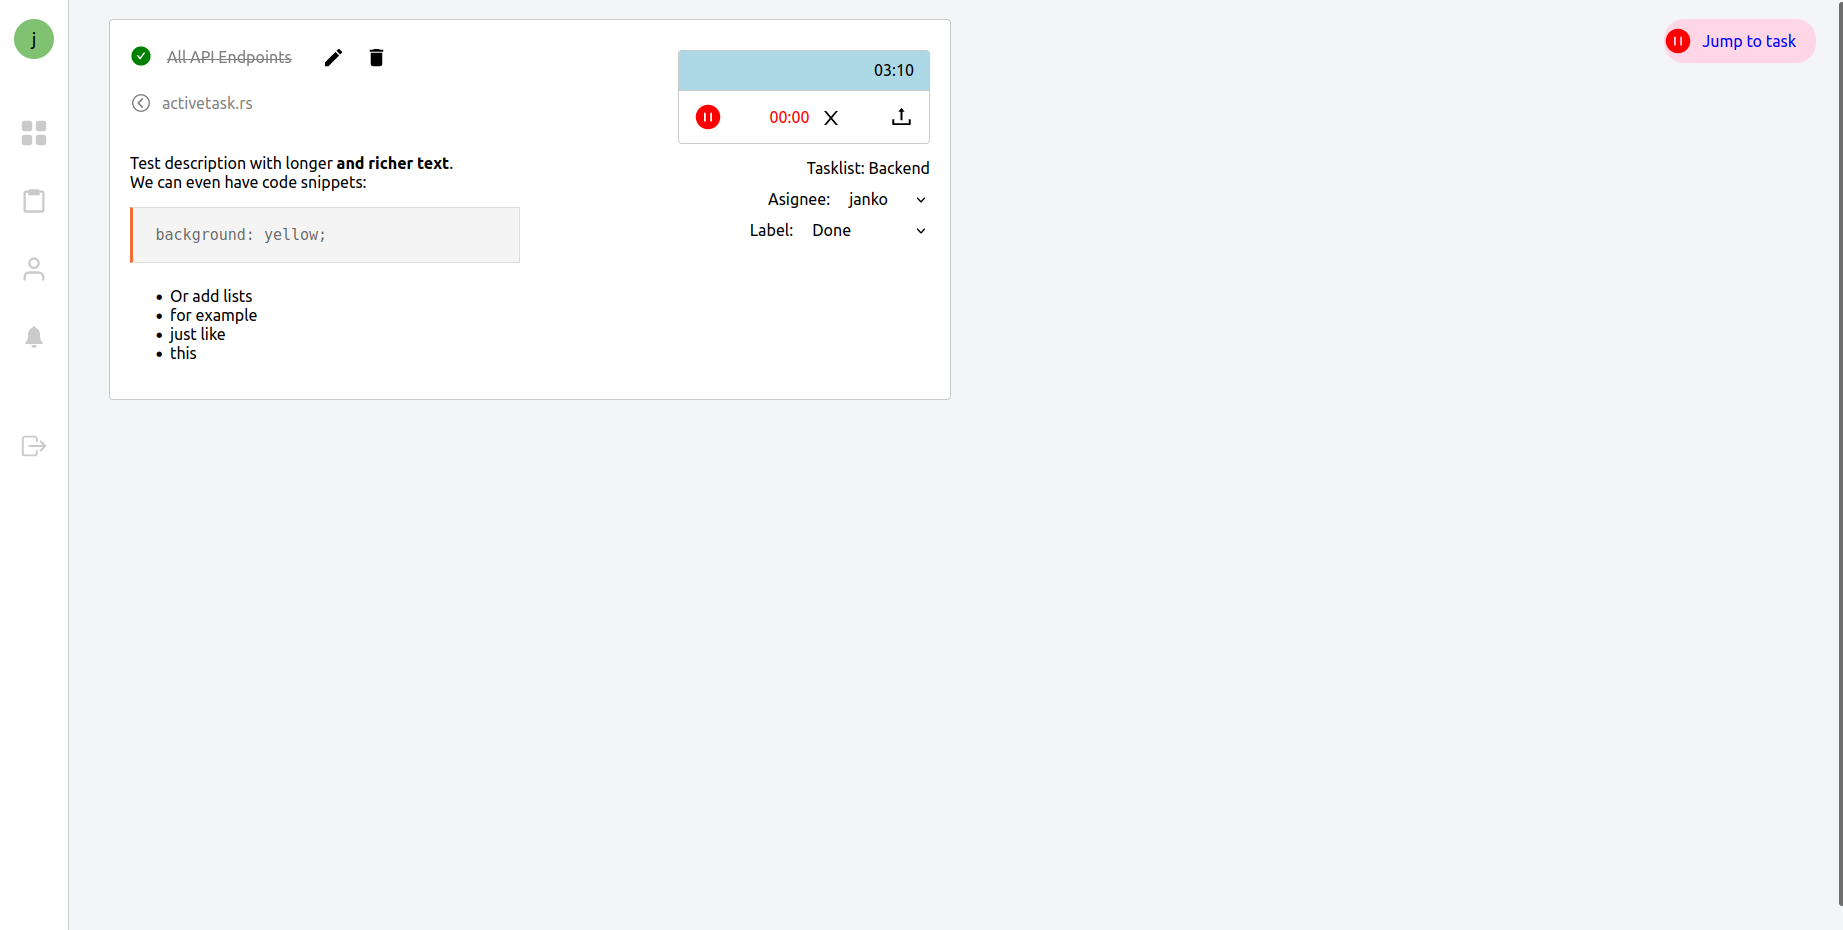 j
All API Endpoints
activetask.rs
Test description with longer and richer text.
We can even have code snippets:
background: yellow;
Or add lists
for example
just like
this
03:10
00:00 X
Tasklist: Backend
Asignee: janko
Label: Done
Jump to task